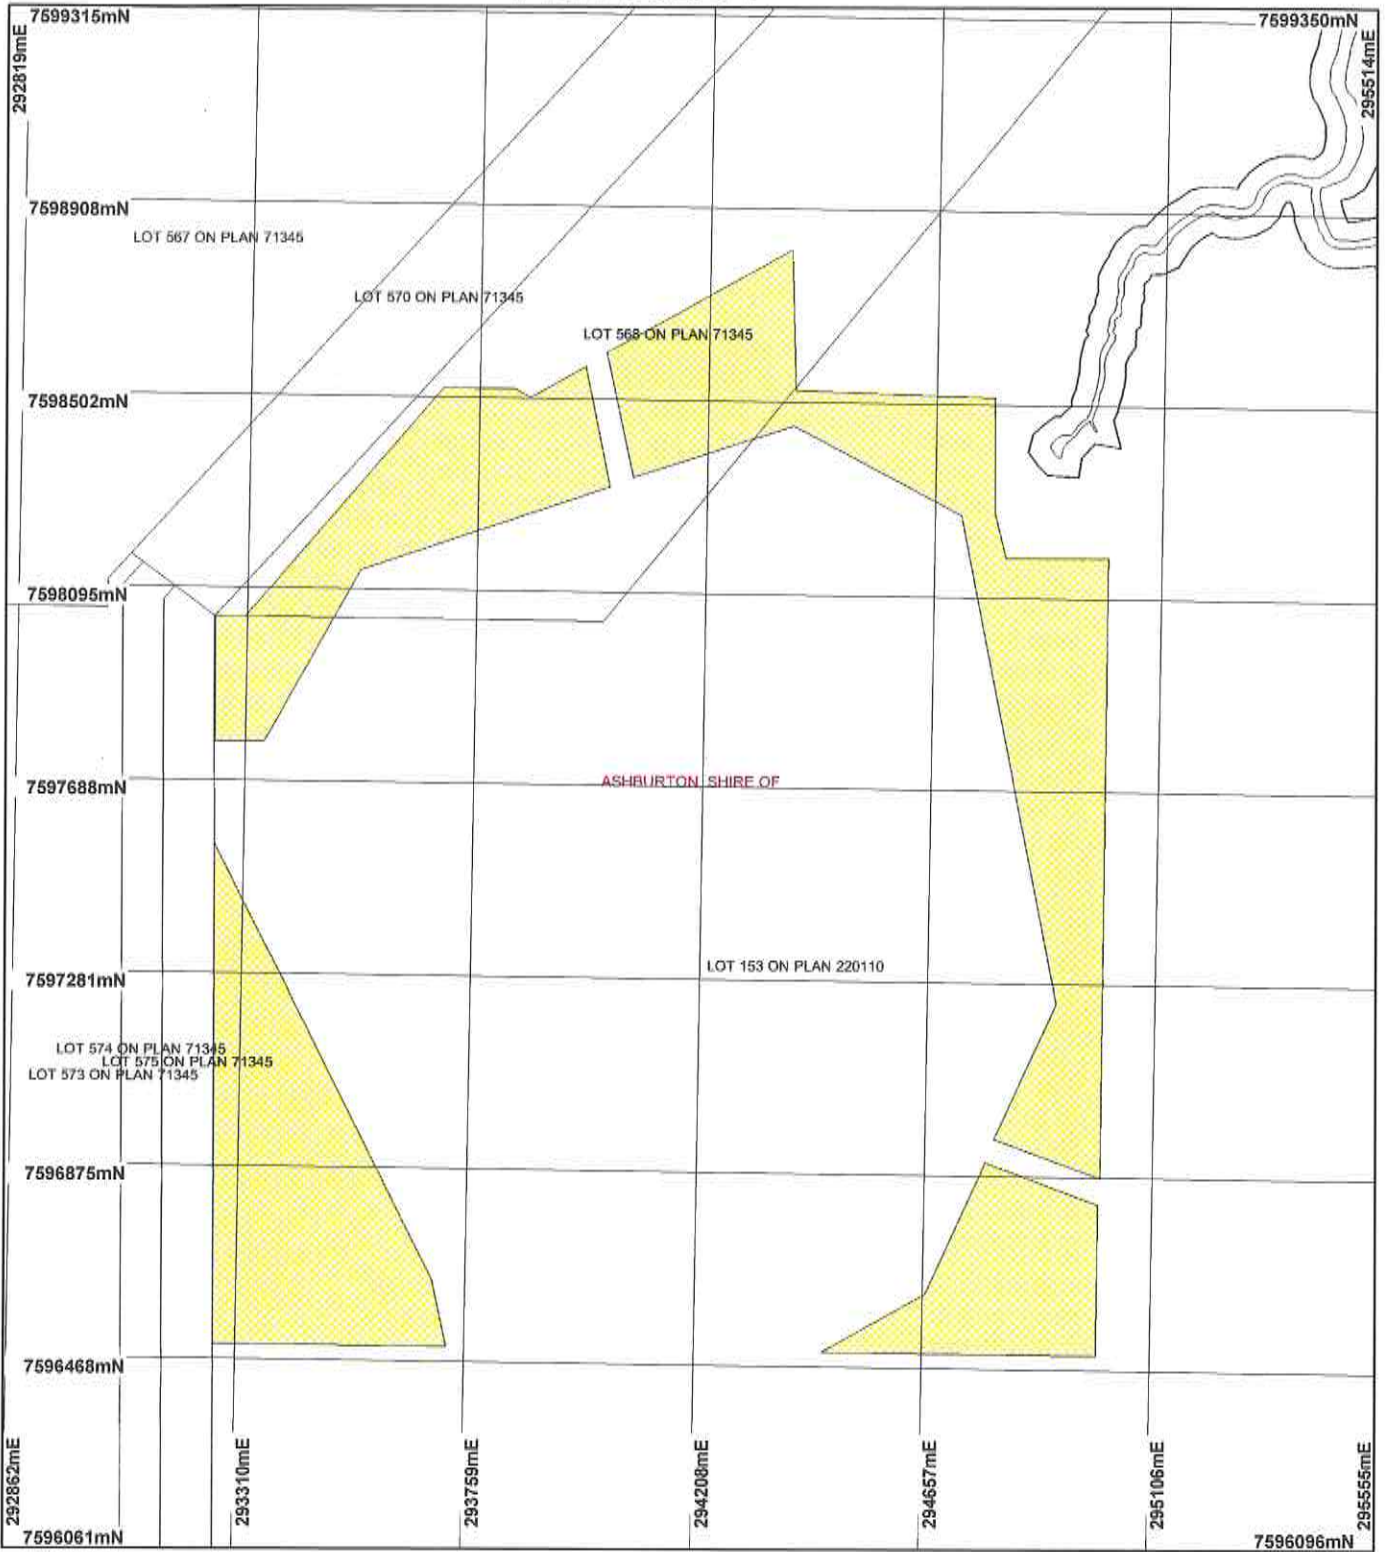 7599315mN
7599350mN
292819mE
295514mE
7598908mN
LOT 567 ON PLAN 71345
LOT 570 ON PLAN 71345
LOT 568 ON PLAN 71345
7598502mN
7598095mN
7597688mN
ASHBURTON, SHIRE OF
LOT 153 ON PLAN 220110
7597281mN
LOT 574 ON PLAN 71345
LOT 575 ON PLAN 71345
LOT 573 ON PLAN 71345
7596875mN
7596468mN
292862mE
293310mE
293759mE
294208mE
294657mE
295106mE
295555mE
7596061mN
7596096mN